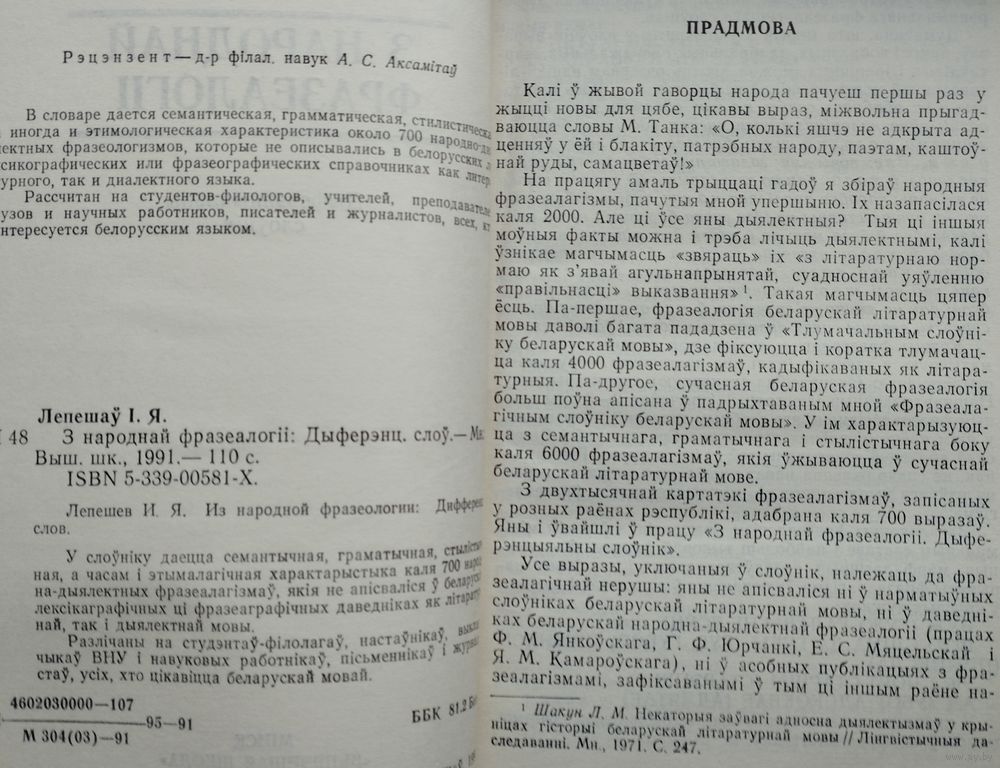 Рэцэнзент — д-р філал. навук А. С. Аксамітаў
В словаре дается семантическая, грамматическая, стилистическая
иногда и этимологическая характеристика около 700 народно-ди-
лектных фразеологизмов, которые не описывались в белорусских
сикографических или фразеографических справочниках как литер
турного, так и диалектного языка.
Рассчитан на студентов-филологов, учителей, преподавателе
вузов и научных работников, писателей и журналистов, всех, кт
нтересуется белорусским языком.
Лепешаў І. Я.
48 З народнай фразеалогіі: Дыферэнц. слоў.— Мн.
Выш. шк., 1991.— 110 с.
ISBN 5-339-00581-X.
Лепешев И. Я. Из народной фразеологии: Дифферен
слов.
У слоўніку даецца семантычная, граматычная, стылісты
ная, а часам і этымалагічная характарыстыка каля 700 народ
на-дыялектных фразеалагізмаў, якія не апісваліся ў беларус
лексікаграфічных ці фразеаграфічных даведніках як літарат
най, так і дыялектнай мовы.
Разлічаны на студэнтаў-філолагаў, настаўнікаў, выкла
чыкаў ВНУ і навуковых работнікаў, пісьменнікаў і журна
стаў, усіх, хто цікавіцца беларускай мовай.
4602030000—107
95—91
М 304(03)—91
ББК 81.2 Бе
ПРАДМОВА
Калі ў жывой гаворцы народа пачуеш першы раз у
жыцці новы для цябе, цікавы выраз, міжвольна прыгад-
ваюцца словы М. Танка: «О, колькі яшчэ не адкрыта ад-
ценняў у ёй і блакіту, патрэбных народу, паэтам, каштоў-
най руды, самацветаў!»
На працягу амаль трыццаці гадоў я збіраў народныя
фразеалагізмы, пачутыя мной упершыню. Іх назапасілася
каля 2000. Але ці ўсе яны дыялектныя? Тыя ці іншыя
моўныя факты можна і трэба лічыць дыялектнымі, калі
ўзнікае магчымасць «звяраць» іх «з літаратурнаю нор-
маю як з’явай агульнапрынятай, суадноснай уяўленню
«правільнасці» выказвання»¹. Такая магчымасць цяпер
ёсць. Па-першае, фразеалогія беларускай літаратурнай
мовы даволі багата пададзена ў «Тлумачальным слоўні-
ку беларускай мовы», дзе фіксуюцца і коратка тлумачац-
ца каля 4000 фразеалагізмаў, кадыфікаваных як літара-
турныя. Па-другое, сучасная беларуская фразеалогія
больш поўна апісана ў падрыхтаваным мной «Фразеала-
гічным слоўніку беларускай мовы». У ім характарызуюц-
ца з семантычнага, граматычнага і стылістычнага боку
каля 6000 фразеалагізмаў, якія ўжываюцца ў сучаснай
беларускай літаратурнай мове.
З двухтысячнай картатэкі фразеалагізмаў, запісаных
у розных раёнах рэспублікі, адабрана каля 700 выразаў.
Яны і ўвайшлі ў працу «З народнай фразеалогіі. Дыфе-
рэнцыяльны слоўнік».
Усе выразы, уключаныя ў слоўнік, належаць да фра-
зеалагічнай нерушы: яны не апісваліся ні ў нарматыўных
слоўніках беларускай літаратурнай мовы, ні ў даведні-
ках беларускай народна-дыялектнай фразеалогіі (працах
Ф. М. Янкоўскага, Г. Ф. Юрчанкі, Е. С. Мяцельскай і
Я. М. Камароўскага), ні ў асобных публікацыях з фра-
зеалагізмамі, зафіксаванымі ў тым ці іншым раёне на-
¹ Шакун Л. М. Некаторыя заўвагі адносна дыялектызмаў у кры-
ніцах гісторыі беларускай літаратурнай мовы // Лінгвістычныя да-
следаванні. Мн., 1971. С. 247.